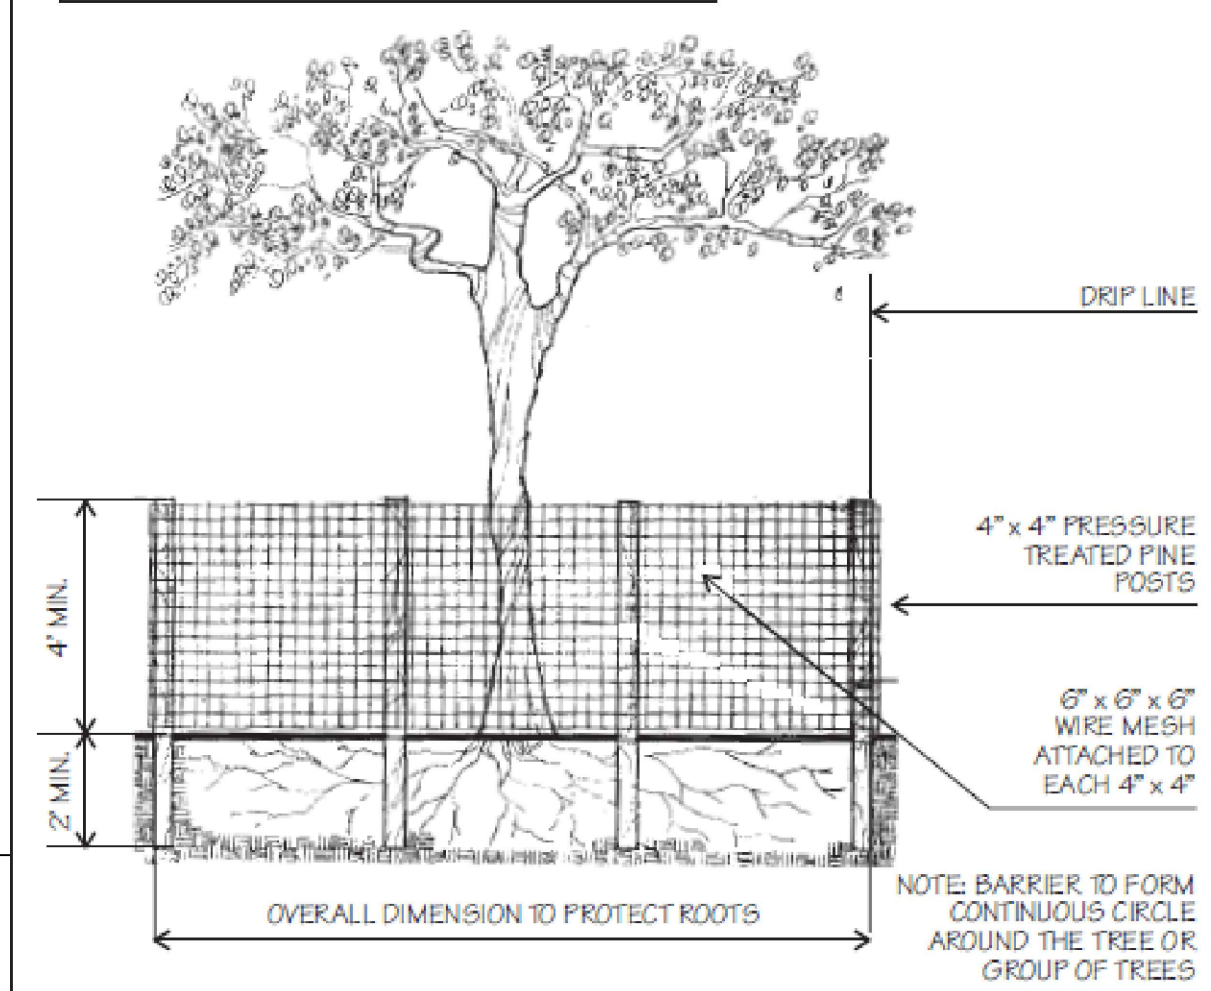 DRIP LINE
4" x 4" PRESSURE
TREATED PINE
POSTS
4' MIN.
6" x 6" x 6"
WIRE MESH
ATTACHED TO
EACH 4" x 4"
2' MIN.
OVERALL DIMENSION TO PROTECT ROOTS
NOTE: BARRIER TO FORM
CONTINUOUS CIRCLE
AROUND THE TREE OR
GROUP OF TREES